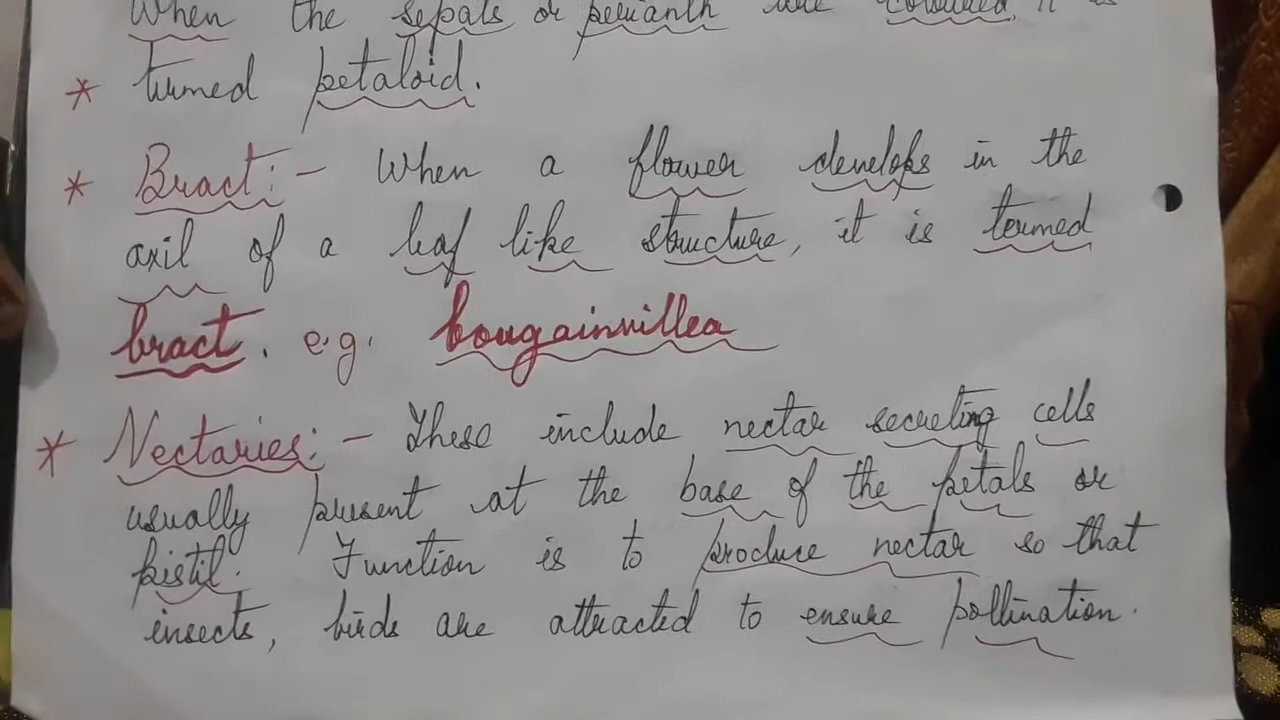 When the sepals or perianth are coloured, it is
* termed petaloid.
* Bract:- When a flower develops in the
axil of a leaf like structure, it is termed
bract. e.g. bougainvillea
* Nectaries:- These include nectar secreting cells
usually present at the base of the petals or
pistil. Function is to produce nectar so that
insects, birds are attracted to ensure pollination.